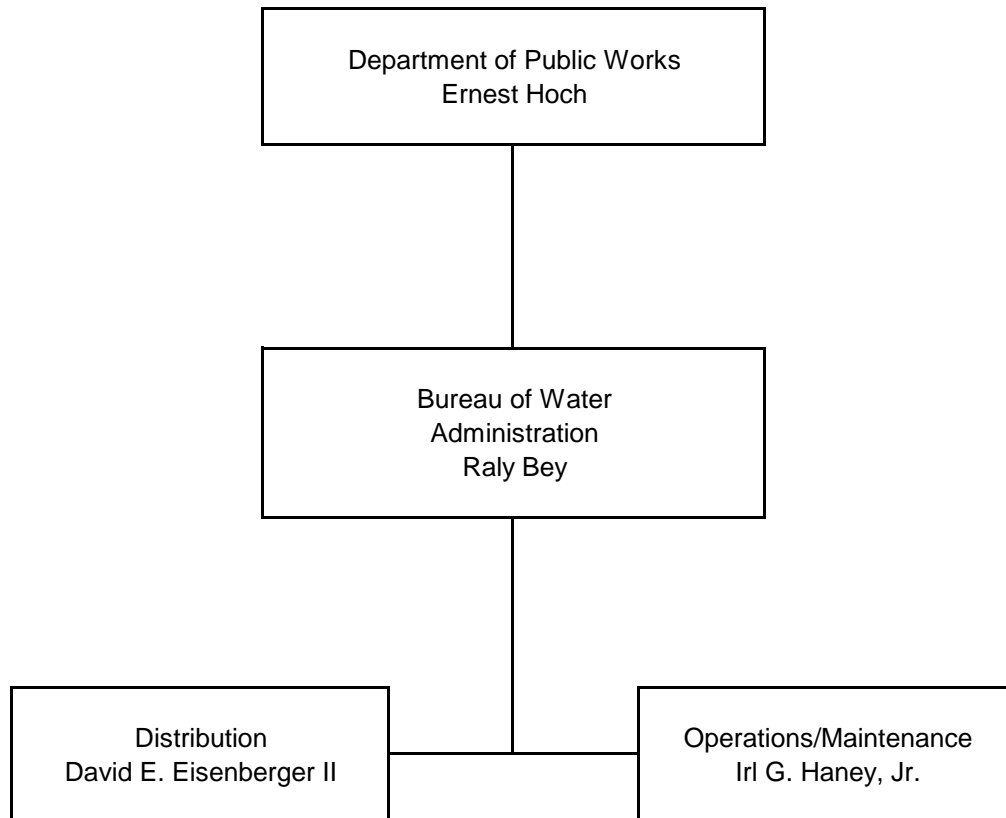 Department of Public Works
Ernest Hoch
Bureau of Water
Administration
Raly Bey
Distribution
David E. Eisenberger II
Operations/Maintenance
Irl G. Haney, Jr.